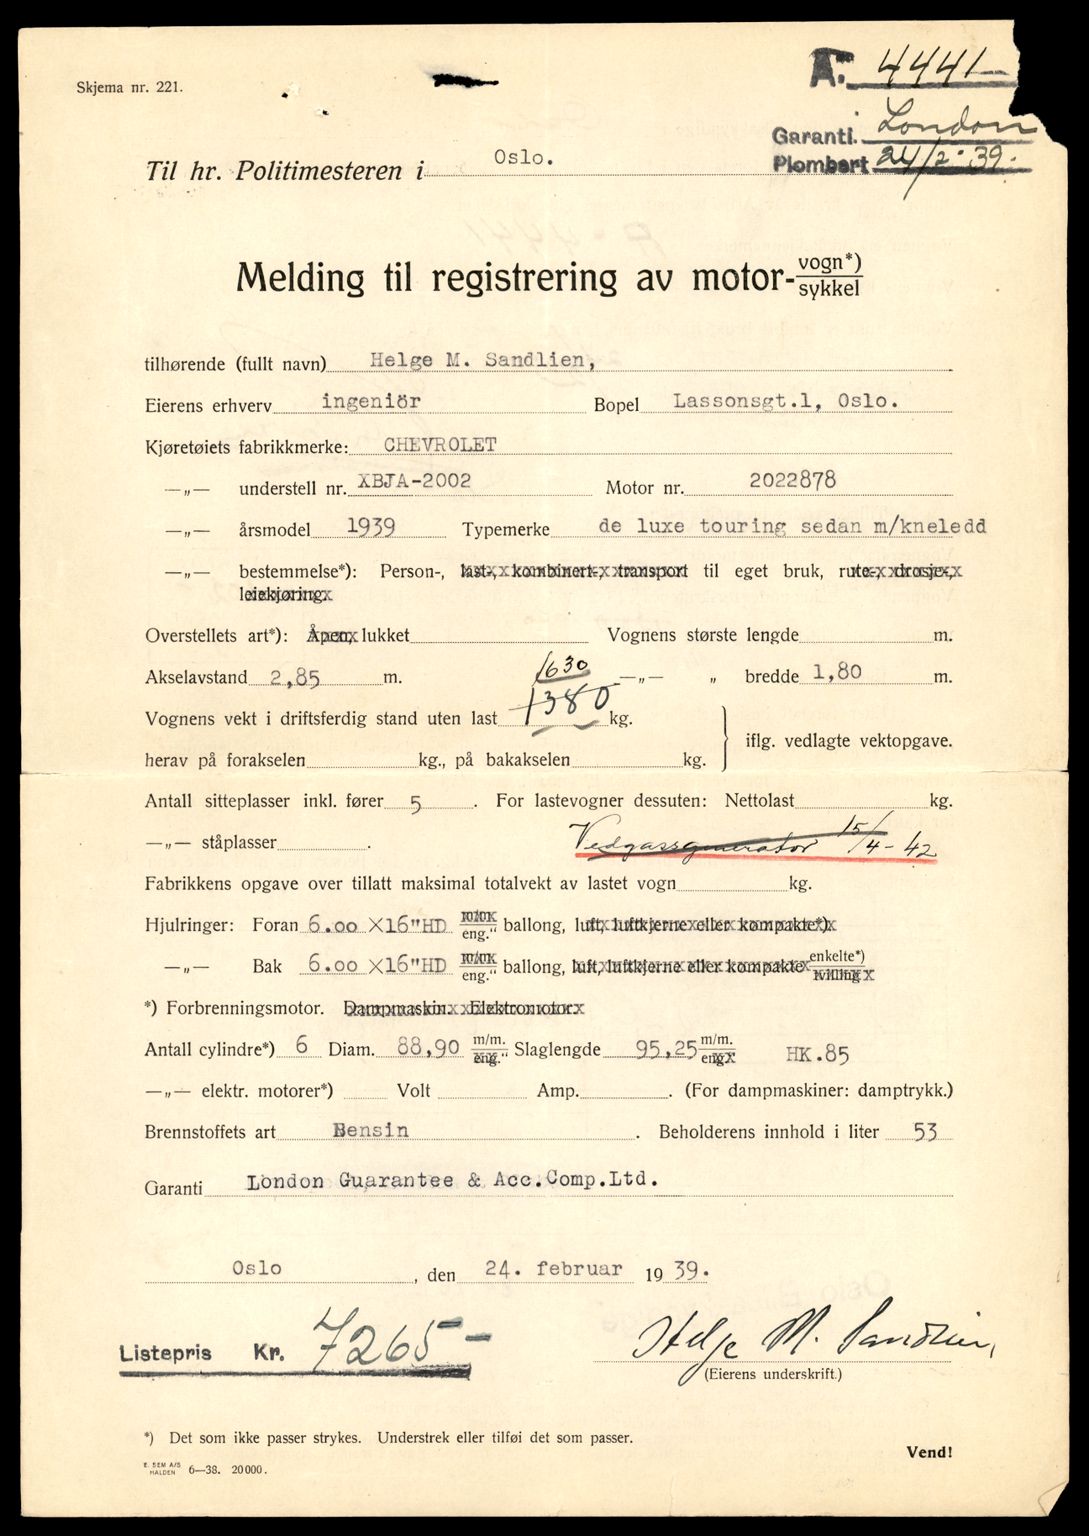 Skjema nr. 221.
A. 4441
Garanti. London
Plombert 24/2-39.
Til hr. Politimesteren i Oslo.
Melding til registrering av motor-vogn*)
sykkel
tilhørende (fullt navn) Helge M. Sandlien,
Eierens erhverv ingeniör Bopel Lassonsgt.1, Oslo.
Kjøretøiets fabrikkmerke: CHEVROLET
—„— understell nr. XBJA-2002 Motor nr. 2022878
—„— årsmodel 1939 Typemerke de luxe touring sedan m/kneledd
—„— bestemmelse*): Person-, last-, kombinert-, transport til eget bruk, rute-, drosje-,
leiekjøring.
Overstellets art*): Åpen, lukket Vognens største lengde m.
Akselavstand 2,85 m. 1630 —„— „ bredde 1,80 m.
Vognens vekt i driftsferdig stand uten last 1380 kg.
iflg. vedlagte vektopgave.
herav på forakselen kg., på bakakselen kg.
Antall sitteplasser inkl. fører 5 . For lastevogner dessuten: Nettolast kg.
—„— ståplasser . Vedgassgenerator 15/4-42
Fabrikkens opgave over tillatt maksimal totalvekt av lastet vogn kg.
Hjulringer: Foran 6.00 X16"HD m/m eng." ballong, luft, luftkjerne eller kompakte*).
—„— Bak 6.00 X16"HD m/m eng." ballong, luft, luftkjerne eller kompakte enkelte*) tvilling
*) Forbrenningsmotor. Dampmaskin. Elektromotor.
Antall cylindre*) 6 Diam. 88,90 m/m. eng." Slaglengde 95,25 m/m. eng." HK.85
—„— elektr. motorer*) Volt Amp. . (For dampmaskiner: damptrykk.)
Brennstoffets art Bensin . Beholderens innhold i liter 53
Garanti London Guarantee & Acc.Comp.Ltd.
Oslo , den 24. februar 1939.
Listepris Kr. 7265-- Helge M. Sandlien,
(Eierens underskrift.)
*) Det som ikke passer strykes. Understrek eller tilføi det som passer.
Vend!
E. SEM A/S
HALDEN 6—38. 20000.